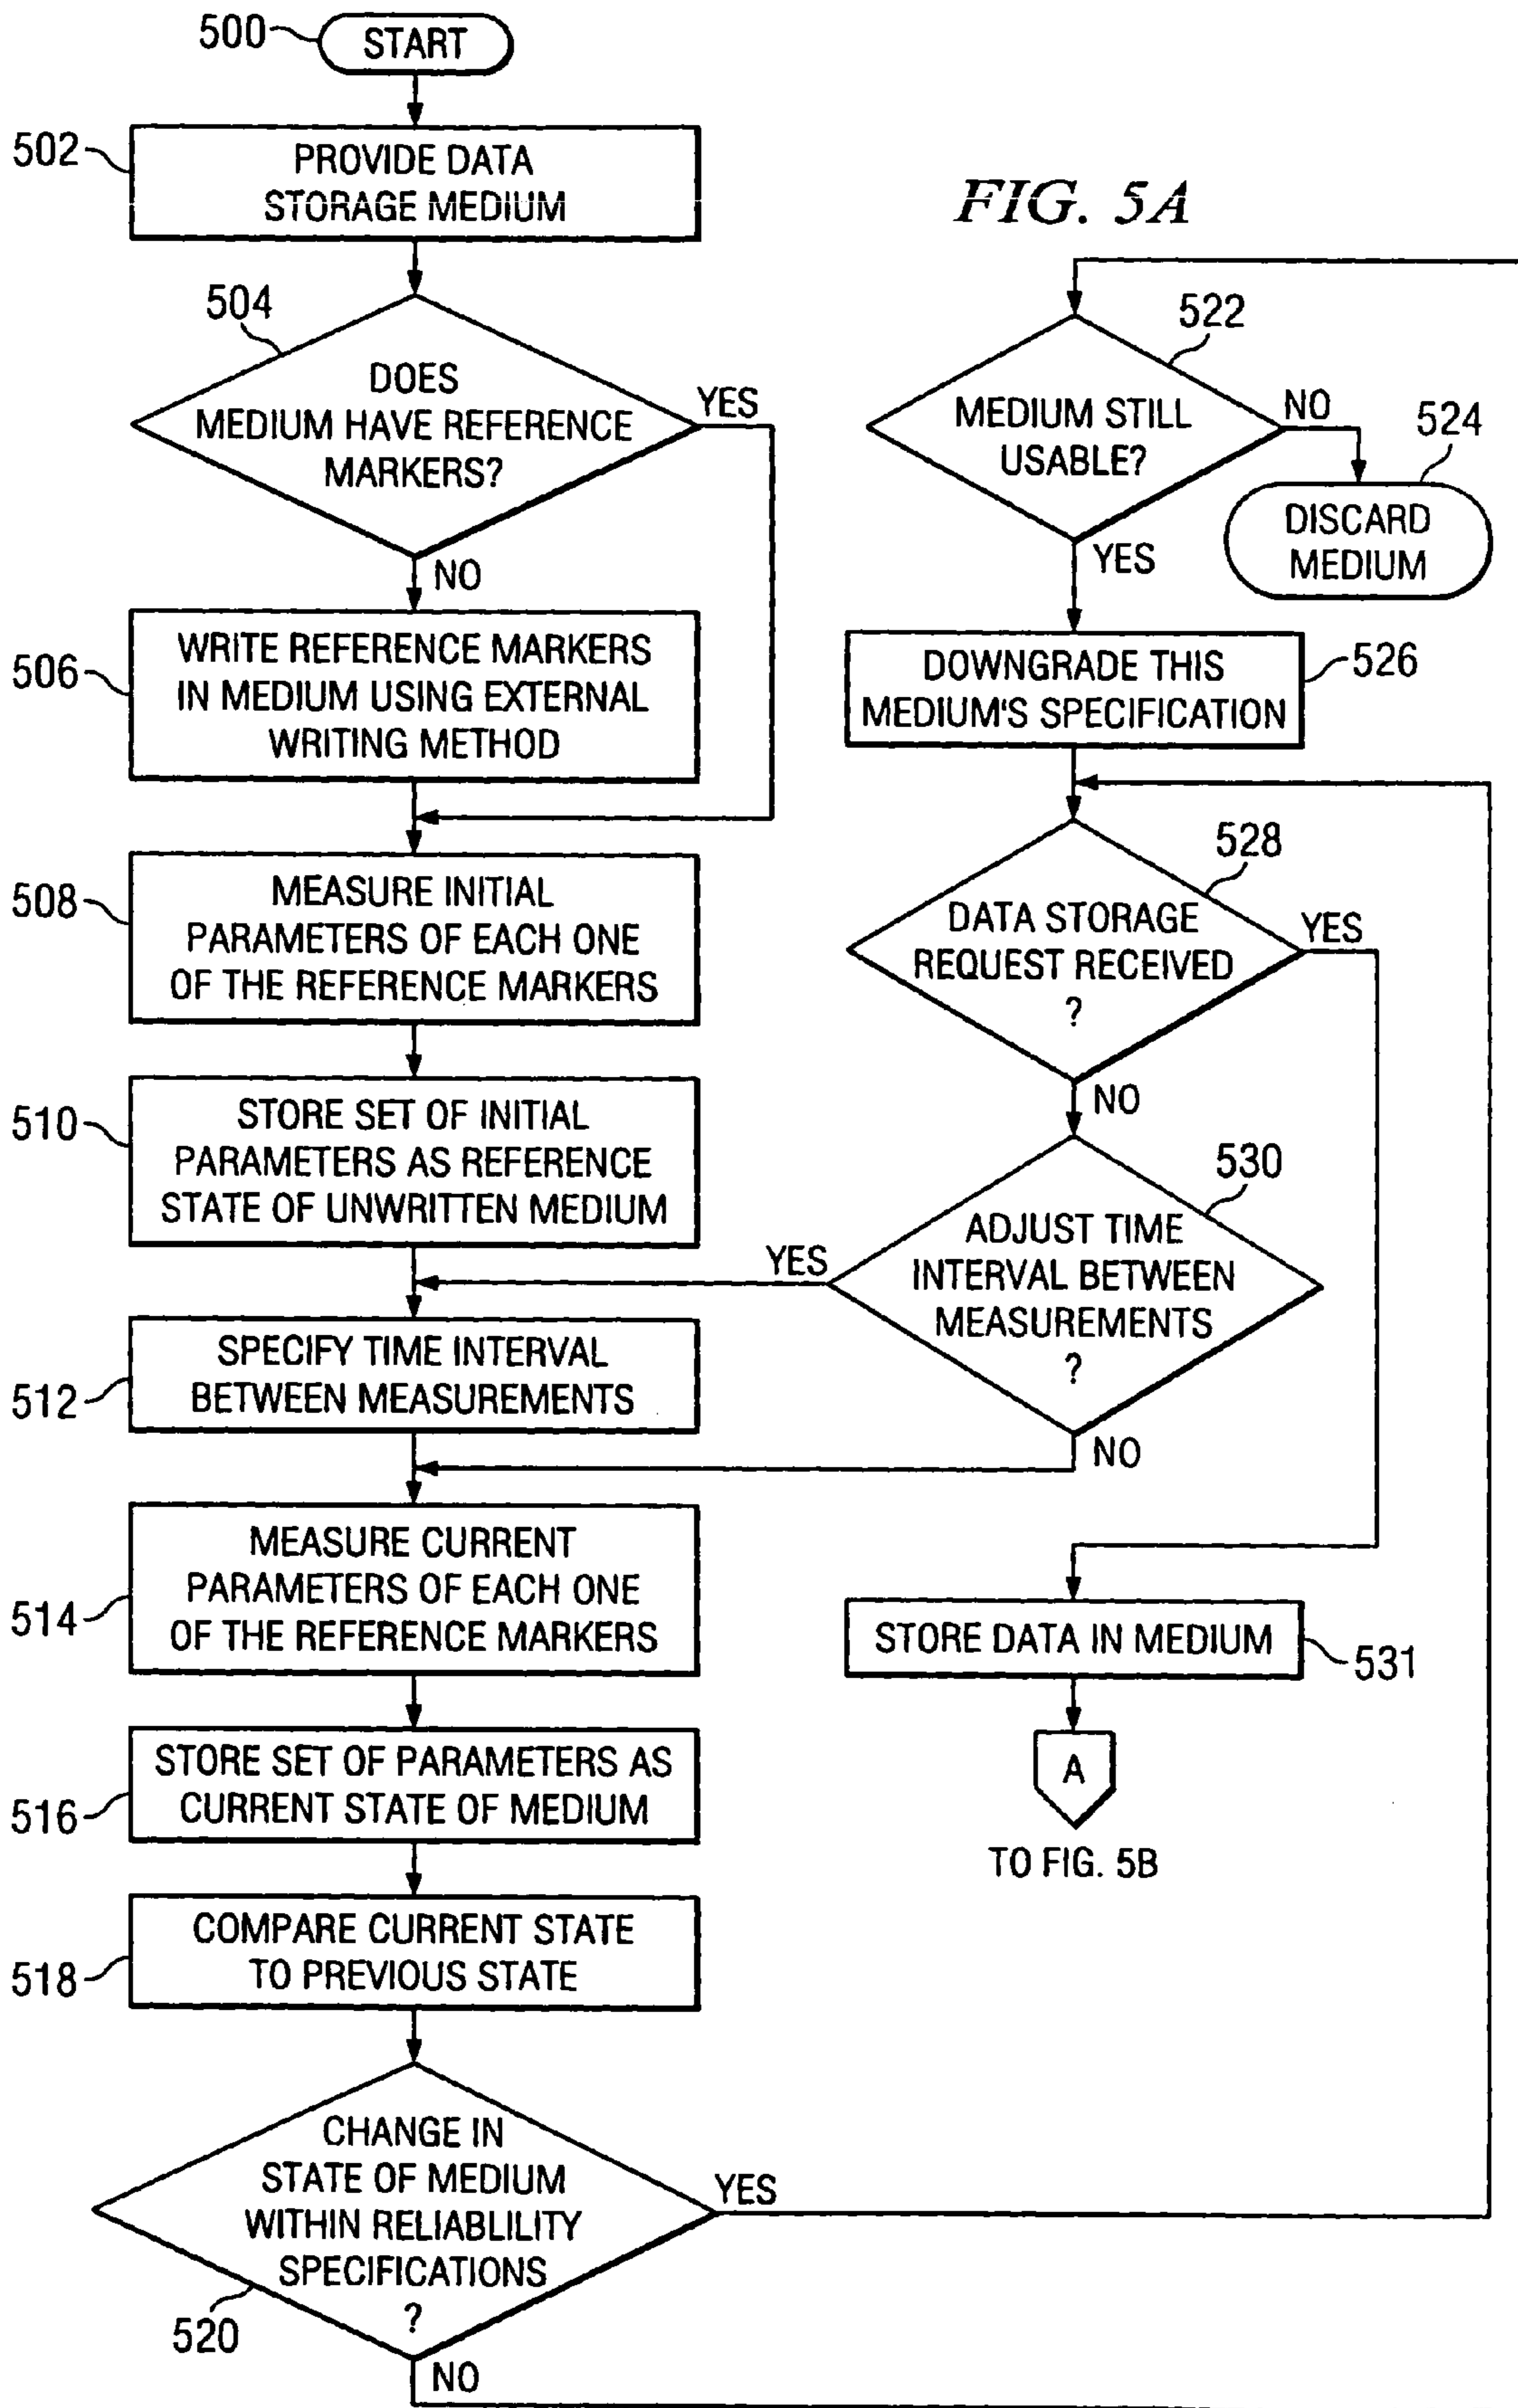 500
START
502
PROVIDE DATA
STORAGE MEDIUM
FIG. 5A
504
DOES
MEDIUM HAVE REFERENCE
MARKERS?
YES
NO
506
WRITE REFERENCE MARKERS
IN MEDIUM USING EXTERNAL
WRITING METHOD
508
MEASURE INITIAL
PARAMETERS OF EACH ONE
OF THE REFERENCE MARKERS
510
STORE SET OF INITIAL
PARAMETERS AS REFERENCE
STATE OF UNWRITTEN MEDIUM
512
SPECIFY TIME INTERVAL
BETWEEN MEASUREMENTS
514
MEASURE CURRENT
PARAMETERS OF EACH ONE
OF THE REFERENCE MARKERS
516
STORE SET OF PARAMETERS AS
CURRENT STATE OF MEDIUM
518
COMPARE CURRENT STATE
TO PREVIOUS STATE
CHANGE IN
STATE OF MEDIUM
WITHIN RELIABLILITY
SPECIFICATIONS
?
520
YES
NO
522
MEDIUM STILL
USABLE?
NO
524
DISCARD
MEDIUM
YES
DOWNGRADE THIS
MEDIUM'S SPECIFICATION
526
528
DATA STORAGE
REQUEST RECEIVED
?
YES
NO
530
ADJUST TIME
INTERVAL BETWEEN
MEASUREMENTS
?
YES
NO
STORE DATA IN MEDIUM
531
A
TO FIG. 5B